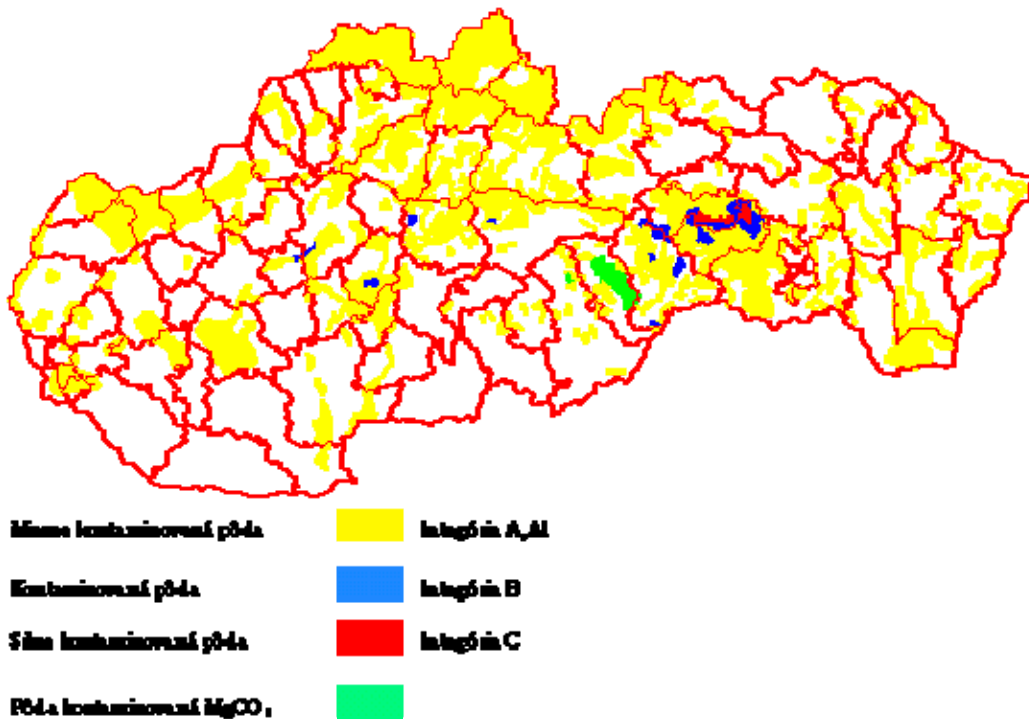 Mierne kontaminovaná pôda kategória A, A1
Kontaminovaná pôda kategória B
Silne kontaminovaná pôda kategória C
Pôda kontaminovaná MgCO₃